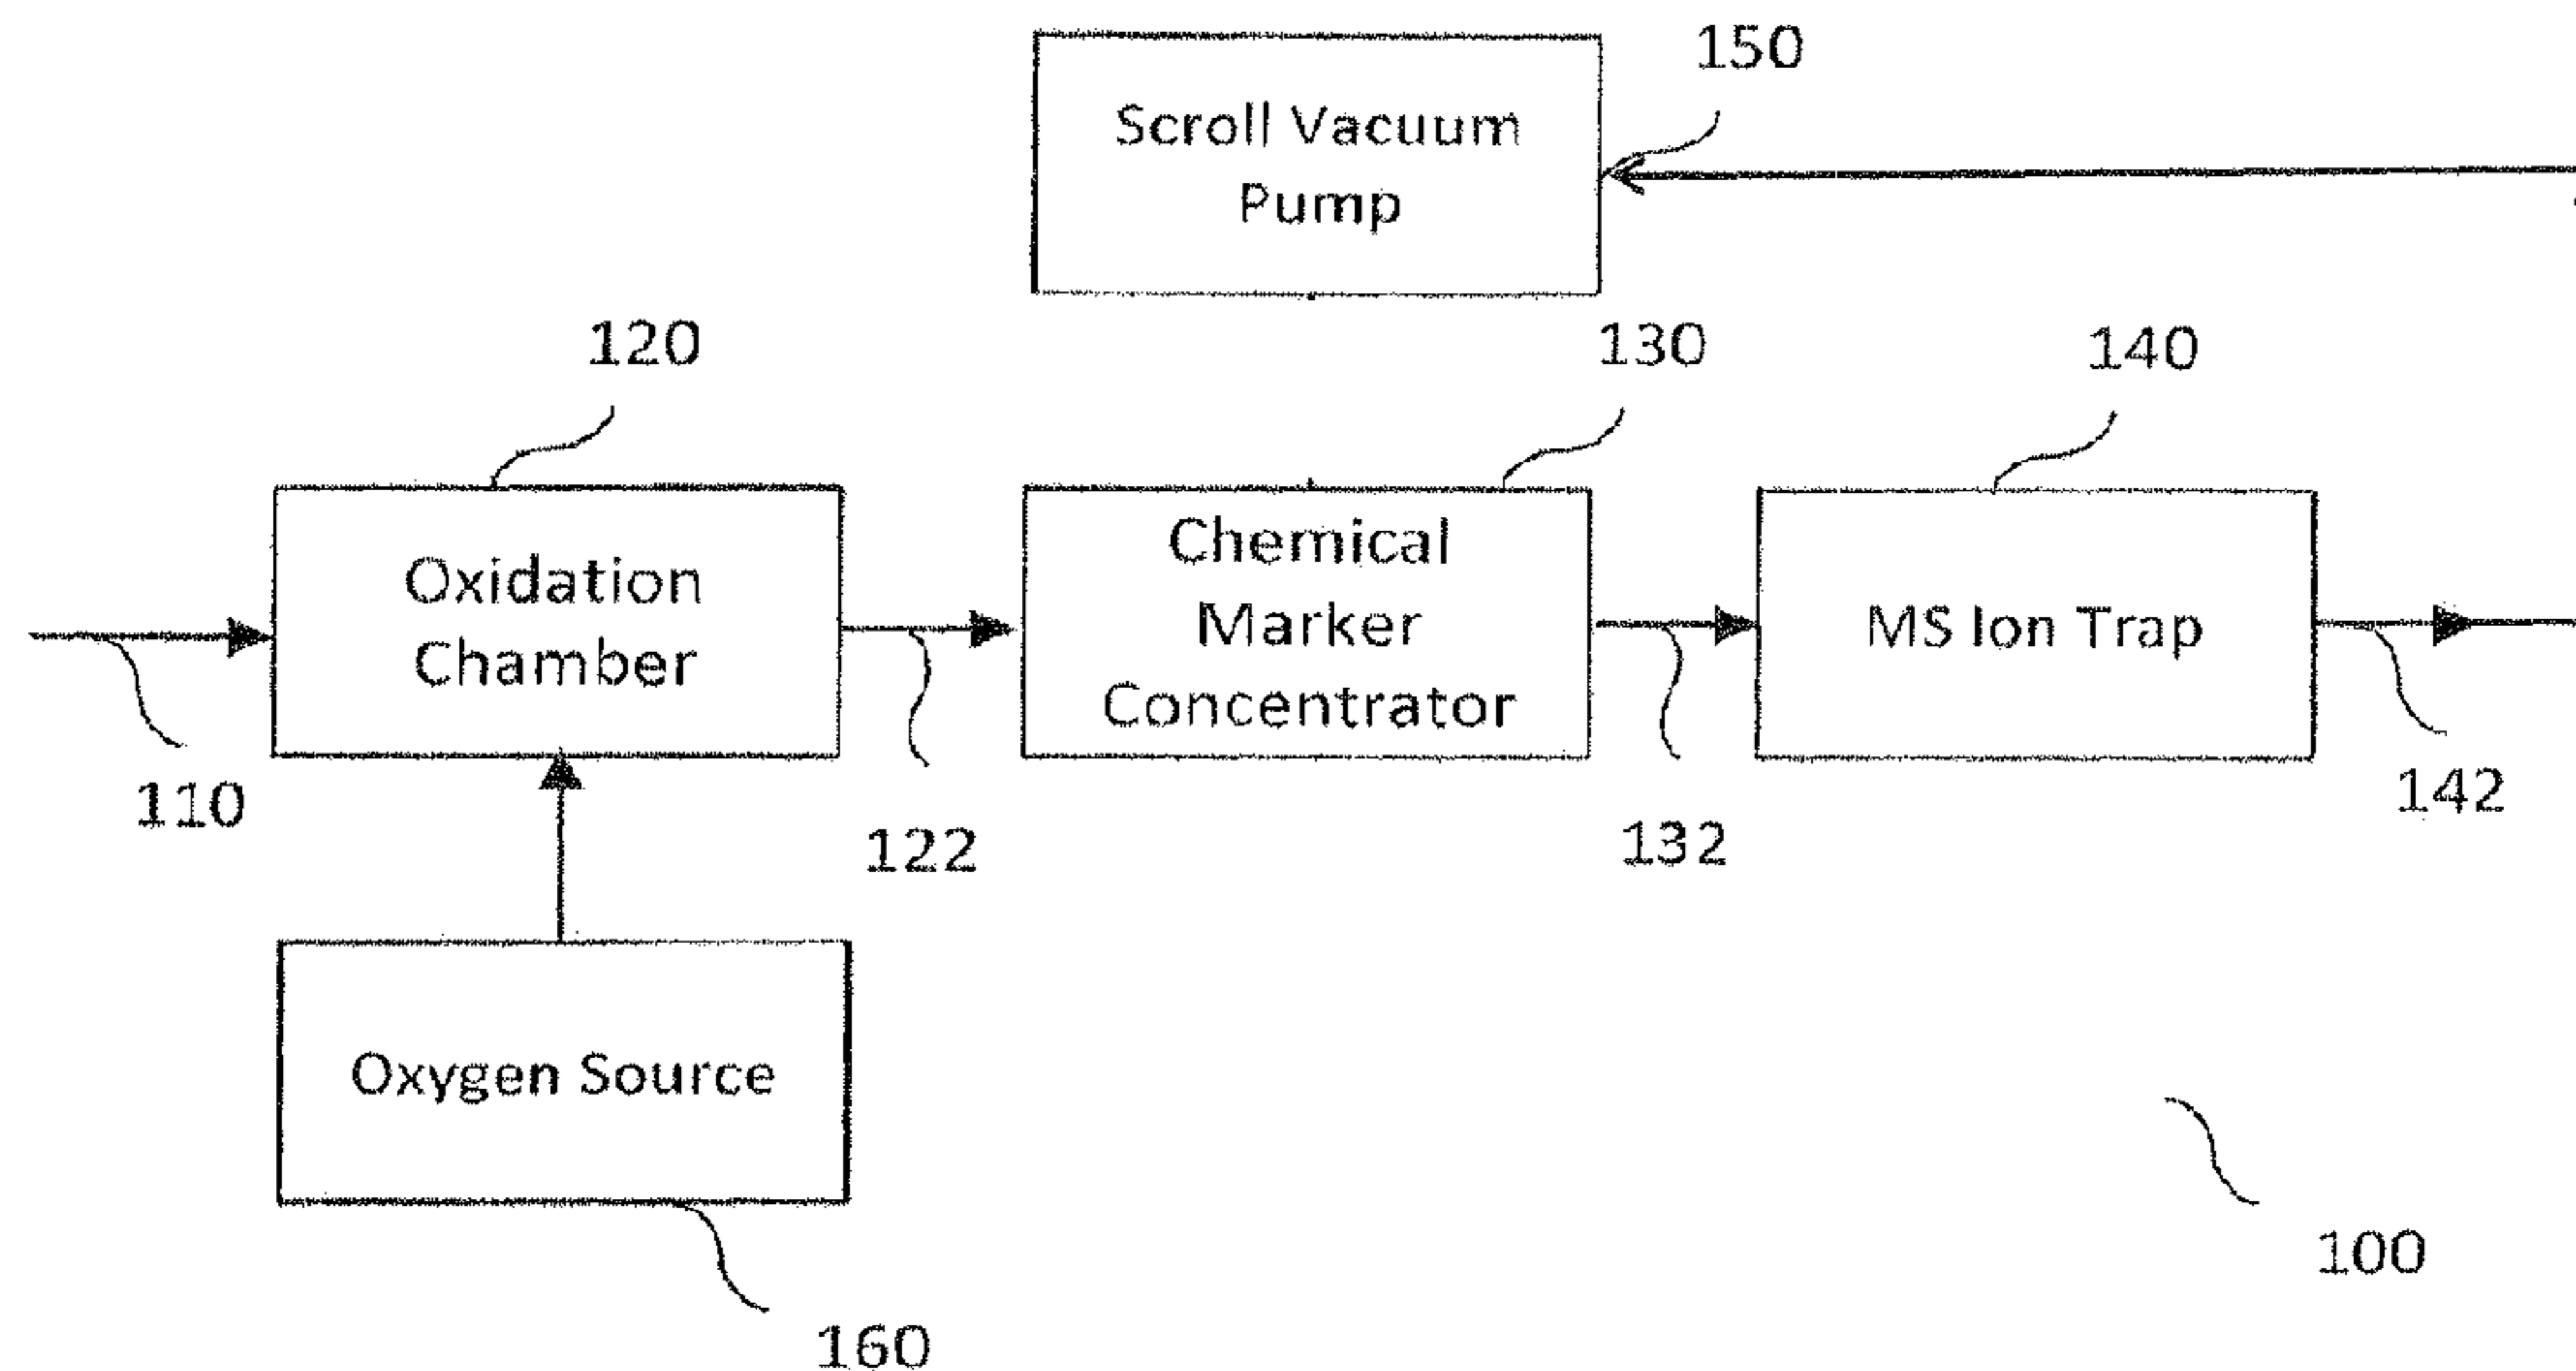 150
Scroll Vacuum
Pump
120
130
140
Oxidation
Chamber
Chemical
Marker
Concentrator
MS Ion Trap
110
122
132
142
Oxygen Source
100
160